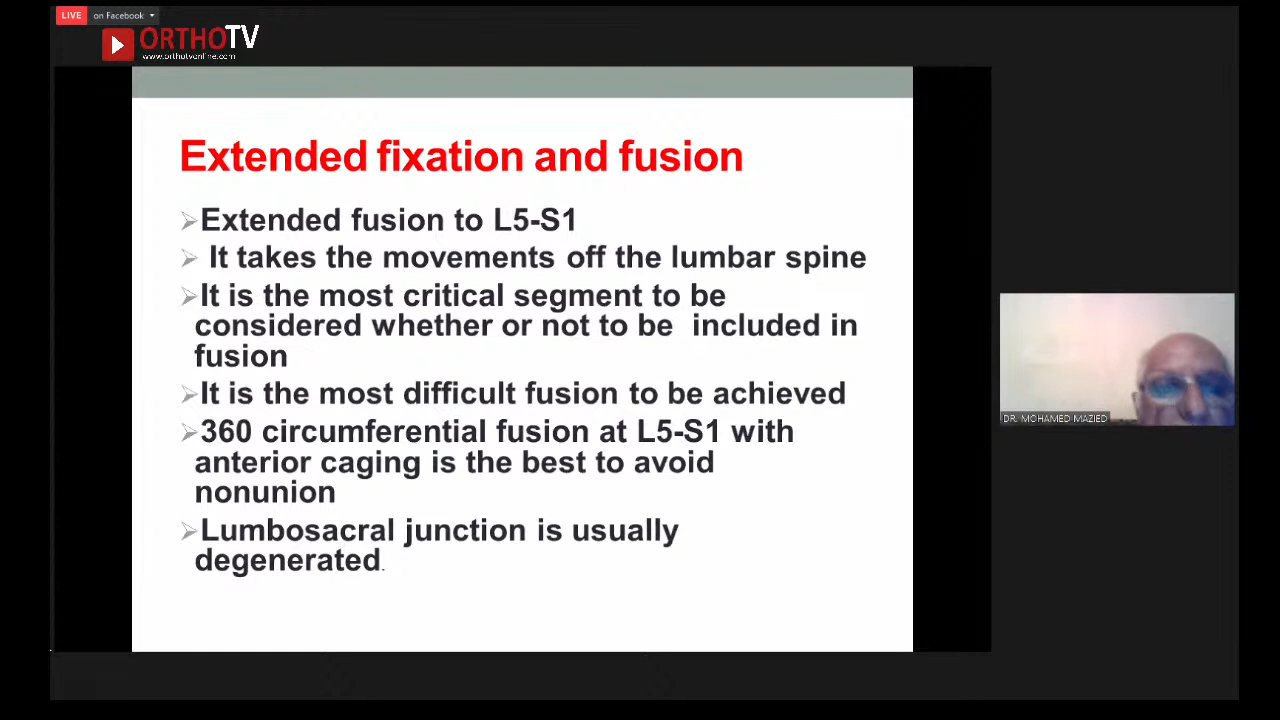 LIVE on Facebook
ORTHOTV
www.orthotvonline.com
Extended fixation and fusion
Extended fusion to L5-S1
It takes the movements off the lumbar spine
It is the most critical segment to be
considered whether or not to be included in
fusion
It is the most difficult fusion to be achieved
360 circumferential fusion at L5-S1 with
anterior caging is the best to avoid
nonunion
Lumbosacral junction is usually
degenerated.
DR. MOHAMED MAZIED